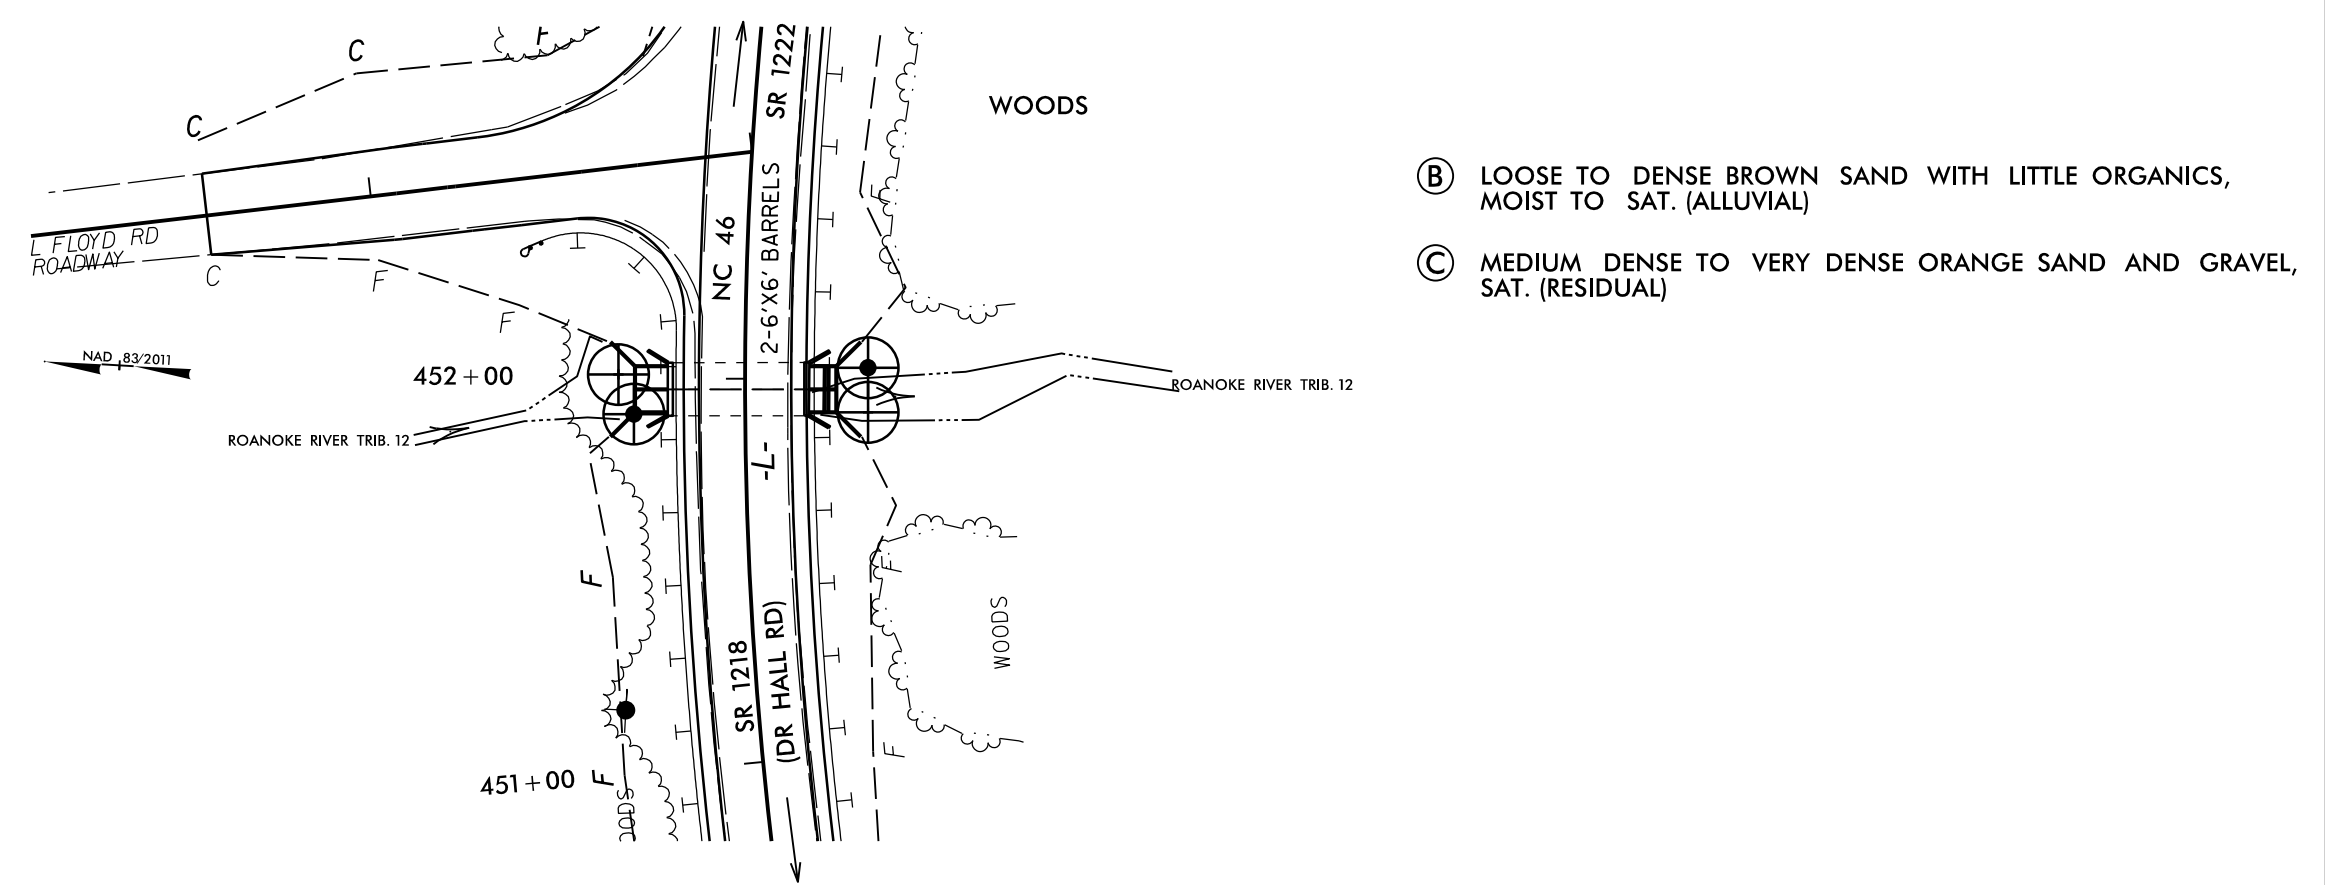 F
C
C
SR 1222
WOODS
2-6'X6' BARRELS
NC 46
F
L FLOYD RD
ROADWAY
C
F
F
NAD 83/2011
452+00
ROANOKE RIVER TRIB. 12
ROANOKE RIVER TRIB. 12
-L-
F
F
WOODS
SR 1218
(DR HALL RD)
F
451+00
F
B LOOSE TO DENSE BROWN SAND WITH LITTLE ORGANICS,
MOIST TO SAT. (ALLUVIAL)
C MEDIUM DENSE TO VERY DENSE ORANGE SAND AND GRAVEL,
SAT. (RESIDUAL)